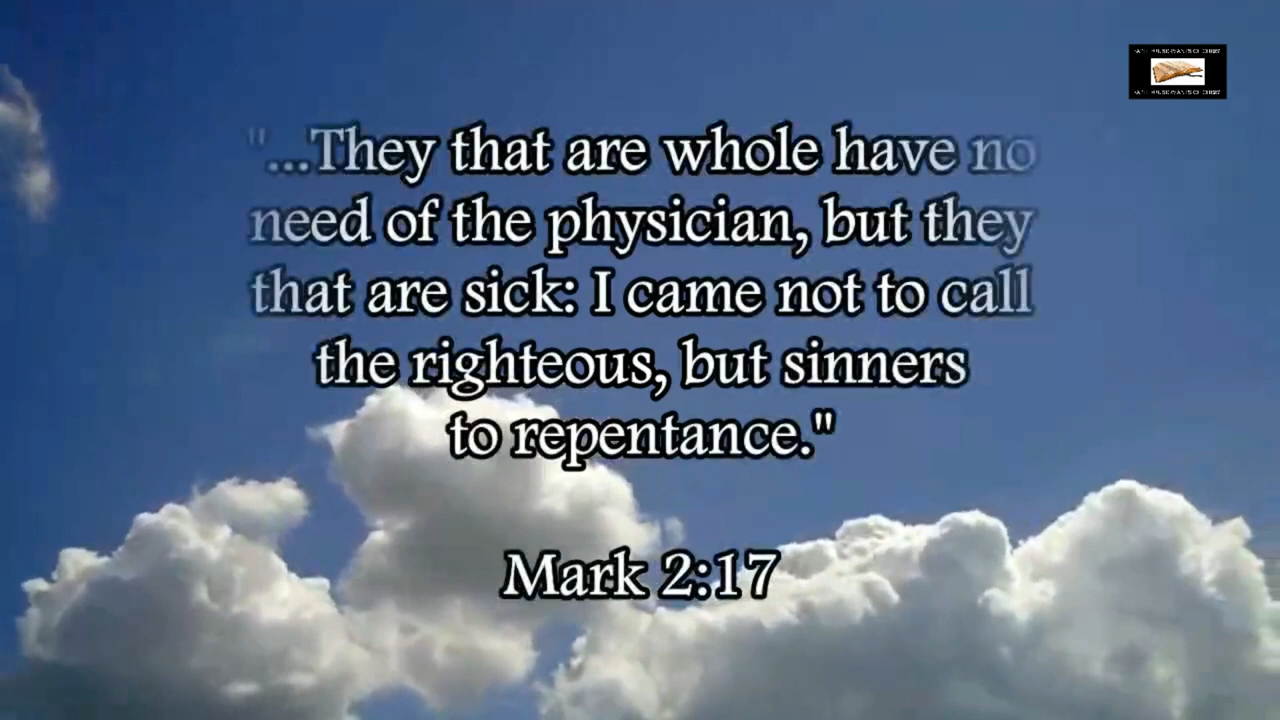 "...They that are whole have no
need of the physician, but they
that are sick: I came not to call
the righteous, but sinners
to repentance."
Mark 2:17